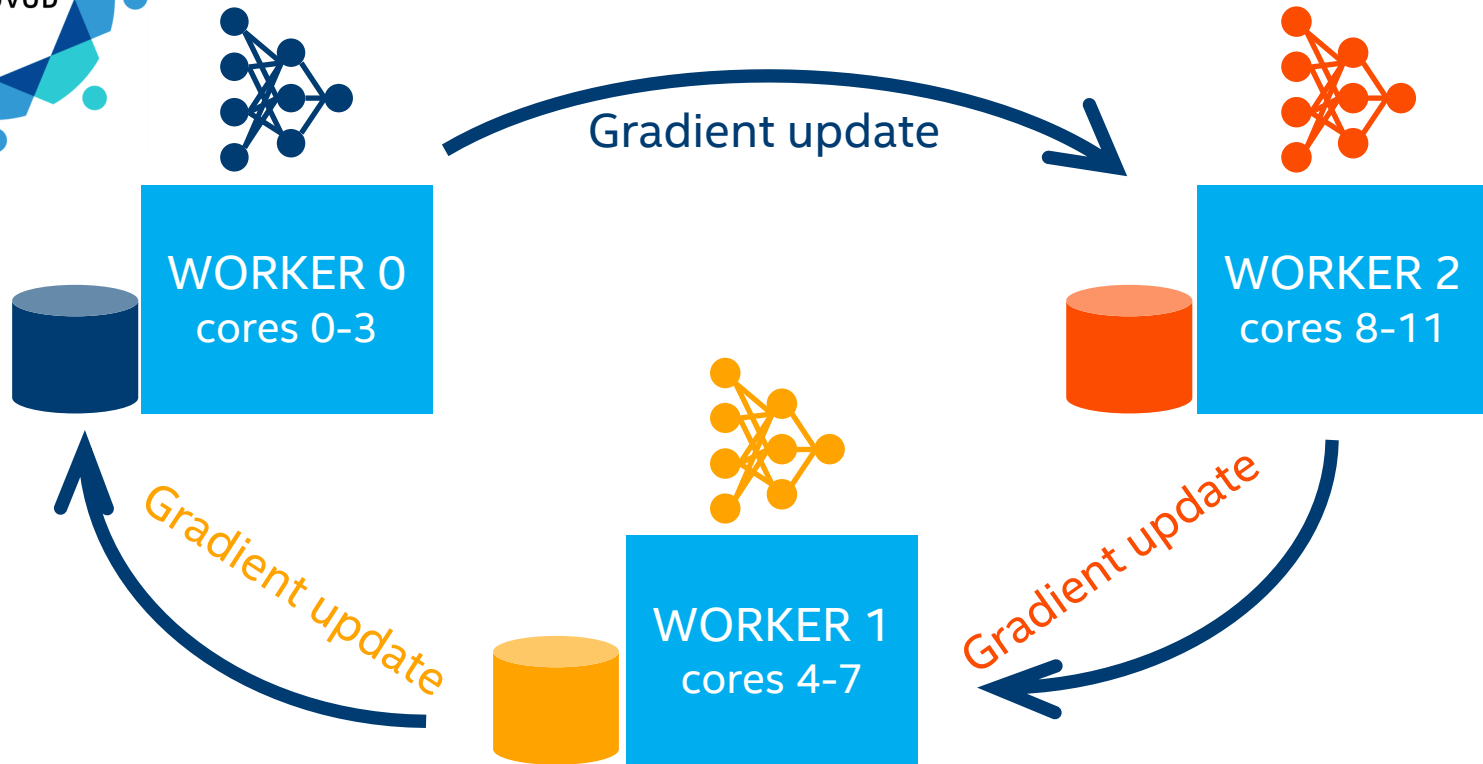 Gradient update
WORKER 0
cores 0-3
WORKER 2
cores 8-11
Gradient update
Gradient update
WORKER 1
cores 4-7